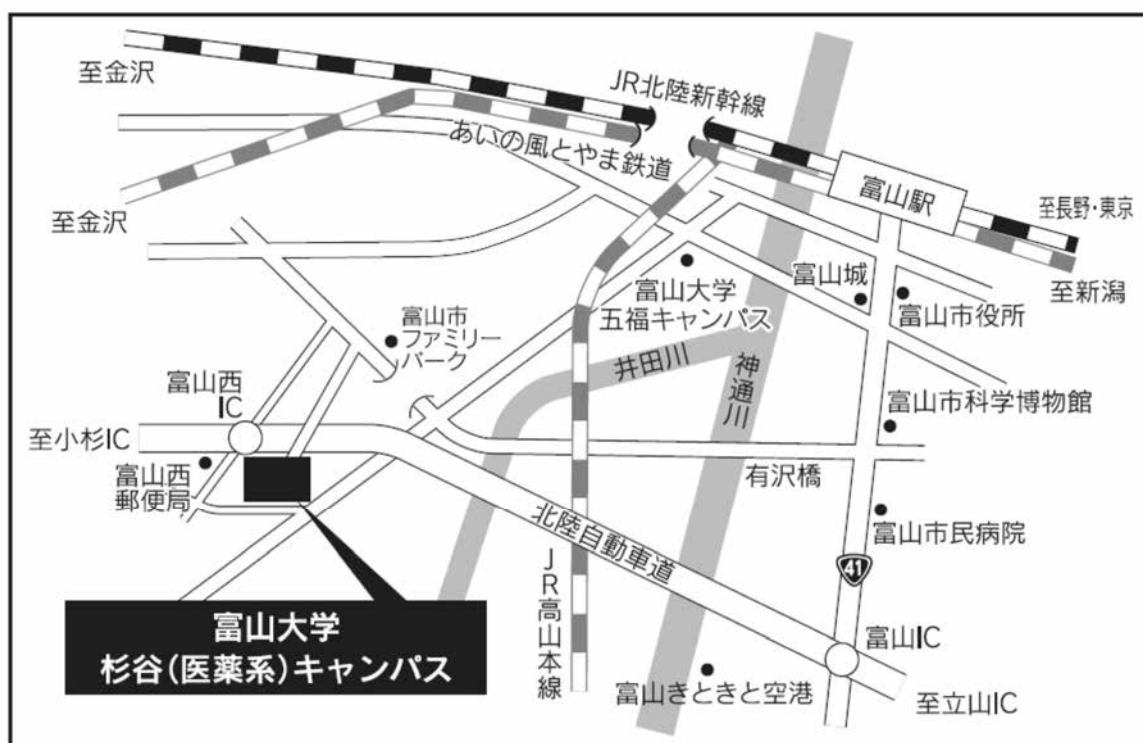 至金沢
JR北陸新幹線
あいの風とやま鉄道
至金沢
富山駅
至長野・東京
至新潟
富山大学
五福キャンパス
富山城
富山市役所
富山市
ファミリー
パーク
井田川
神通川
富山西
IC
富山市科学博物館
至小杉IC
富山西
郵便局
有沢橋
北陸自動車道
富山市民病院
41
JR高山本線
富山大学
杉谷(医薬系)キャンパス
富山IC
富山きときと空港
至立山IC